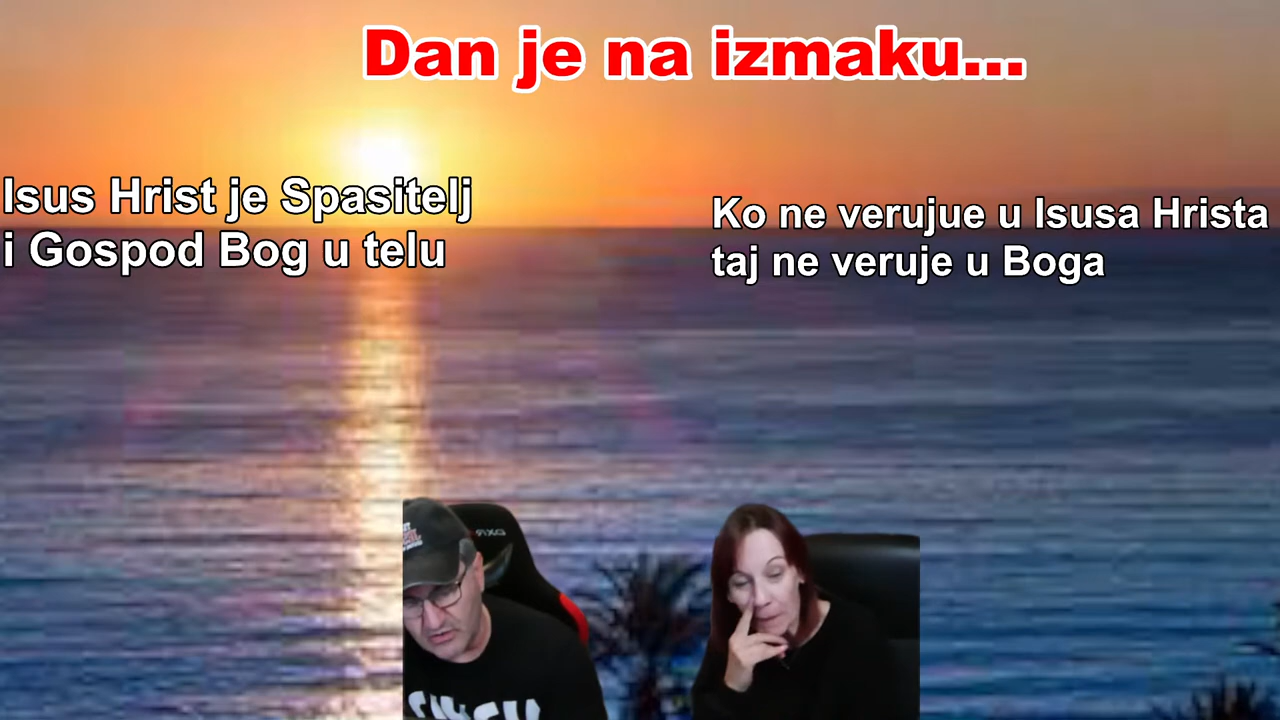 Dan je na izmaku...
Isus Hrist je Spasitelj
i Gospod Bog u telu
Ko ne verujue u Isusa Hrista
taj ne veruje u Boga